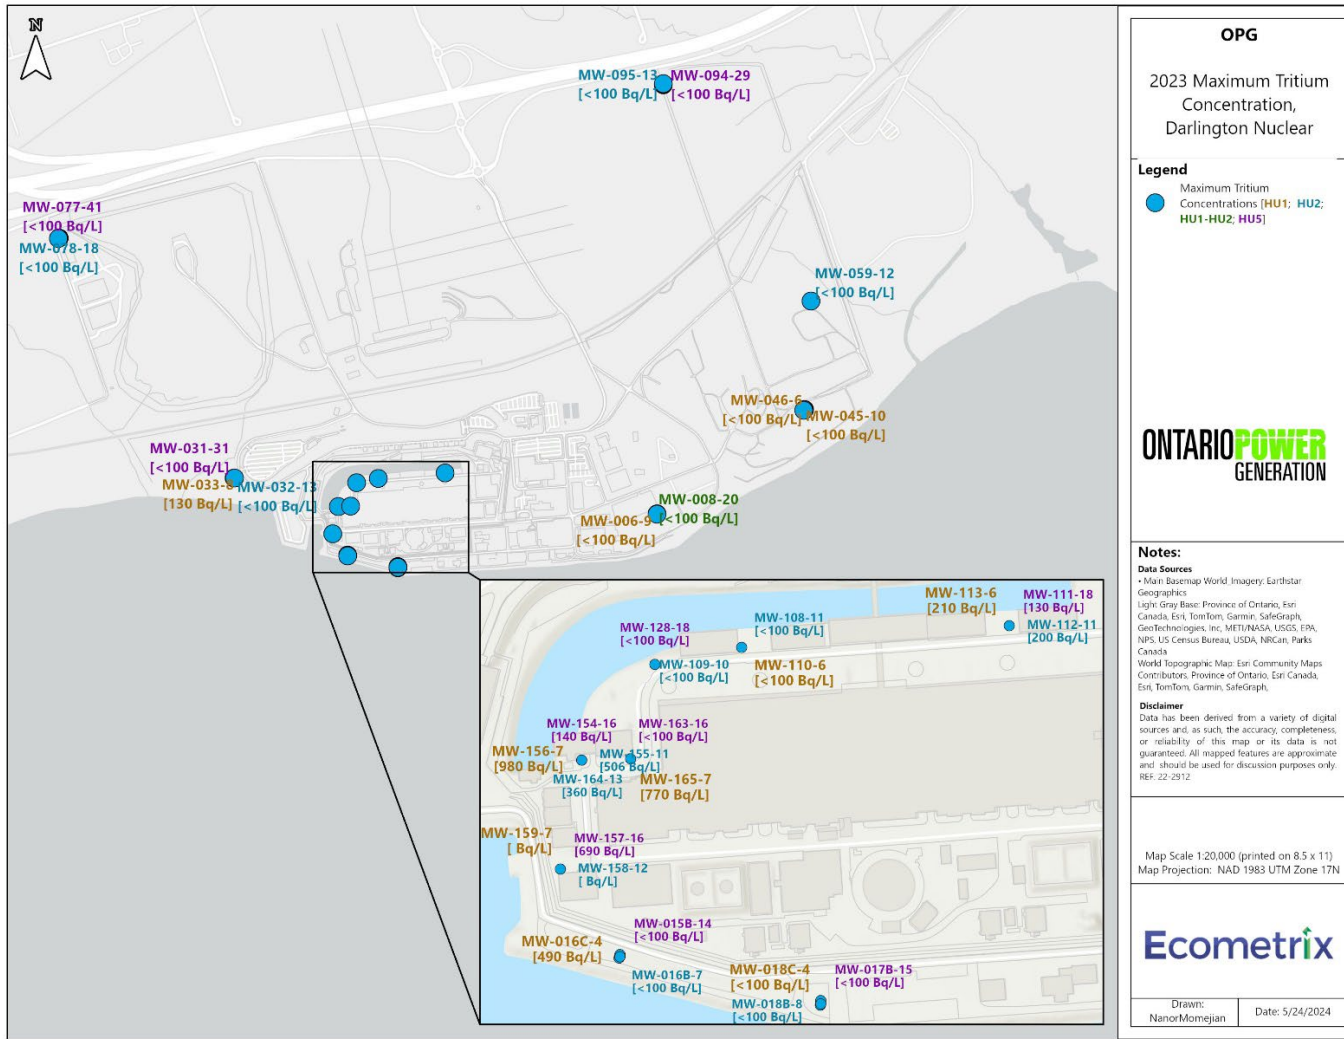 N
MW-095-13
[<100 Bq/L]
MW-094-29
[<100 Bq/L]
MW-077-41
[<100 Bq/L]
MW-078-18
[<100 Bq/L]
MW-059-12
[<100 Bq/L]
MW-046-6
[<100 Bq/L]
MW-045-10
[<100 Bq/L]
MW-031-31
[<100 Bq/L]
MW-033-8
[130 Bq/L]
MW-032-13
[<100 Bq/L]
MW-008-20
[<100 Bq/L]
MW-006-9
[<100 Bq/L]
MW-113-6
[210 Bq/L]
MW-111-18
[130 Bq/L]
MW-112-11
[200 Bq/L]
MW-128-18
[<100 Bq/L]
MW-108-11
[<100 Bq/L]
MW-109-10
[<100 Bq/L]
MW-110-6
[<100 Bq/L]
MW-154-16
[140 Bq/L]
MW-163-16
[<100 Bq/L]
MW-156-7
[980 Bq/L]
MW-155-11
[506 Bq/L]
MW-164-13
[360 Bq/L]
MW-165-7
[770 Bq/L]
MW-159-7
[ Bq/L]
MW-157-16
[690 Bq/L]
MW-158-12
[ Bq/L]
MW-015B-14
[<100 Bq/L]
MW-016C-4
[490 Bq/L]
MW-016B-7
[<100 Bq/L]
MW-018C-4
[<100 Bq/L]
MW-017B-15
[<100 Bq/L]
MW-018B-8
[<100 Bq/L]
OPG
2023 Maximum Tritium
Concentration,
Darlington Nuclear
Legend
Maximum Tritium
Concentrations [HU1; HU2;
HU1-HU2; HU5]
ONTARIOPOWER
GENERATION
Notes:
Data Sources
• Main Basemap World_Imagery: Earthstar
Geographics
Light Gray Base: Province of Ontario, Esri
Canada, Esri, TomTom, Garmin, SafeGraph,
GeoTechnologies, Inc, METI/NASA, USGS, EPA,
NPS, US Census Bureau, USDA, NRCan, Parks
Canada
World Topographic Map: Esri Community Maps
Contributors, Province of Ontario, Esri Canada,
Esri, TomTom, Garmin, SafeGraph,
Disclaimer
Data has been derived from a variety of digital
sources and, as such, the accuracy, completeness,
or reliability of this map or its data is not
guaranteed. All mapped features are approximate
and should be used for discussion purposes only.
REF. 22-2912
Map Scale 1:20,000 (printed on 8.5 x 11)
Map Projection: NAD 1983 UTM Zone 17N
Ecometrix
Drawn:
NanorMomejian
Date: 5/24/2024